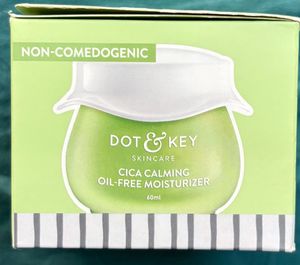 NON-COMEDOGENIC
DOT & KEY
SKINCARE
CICA CALMING
OIL-FREE MOISTURIZER
60ml